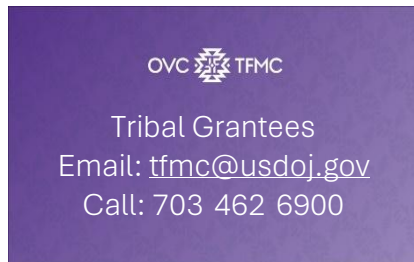 OVC TFMC
Tribal Grantees
Email: tfmc@usdoj.gov
Call: 703 462 6900